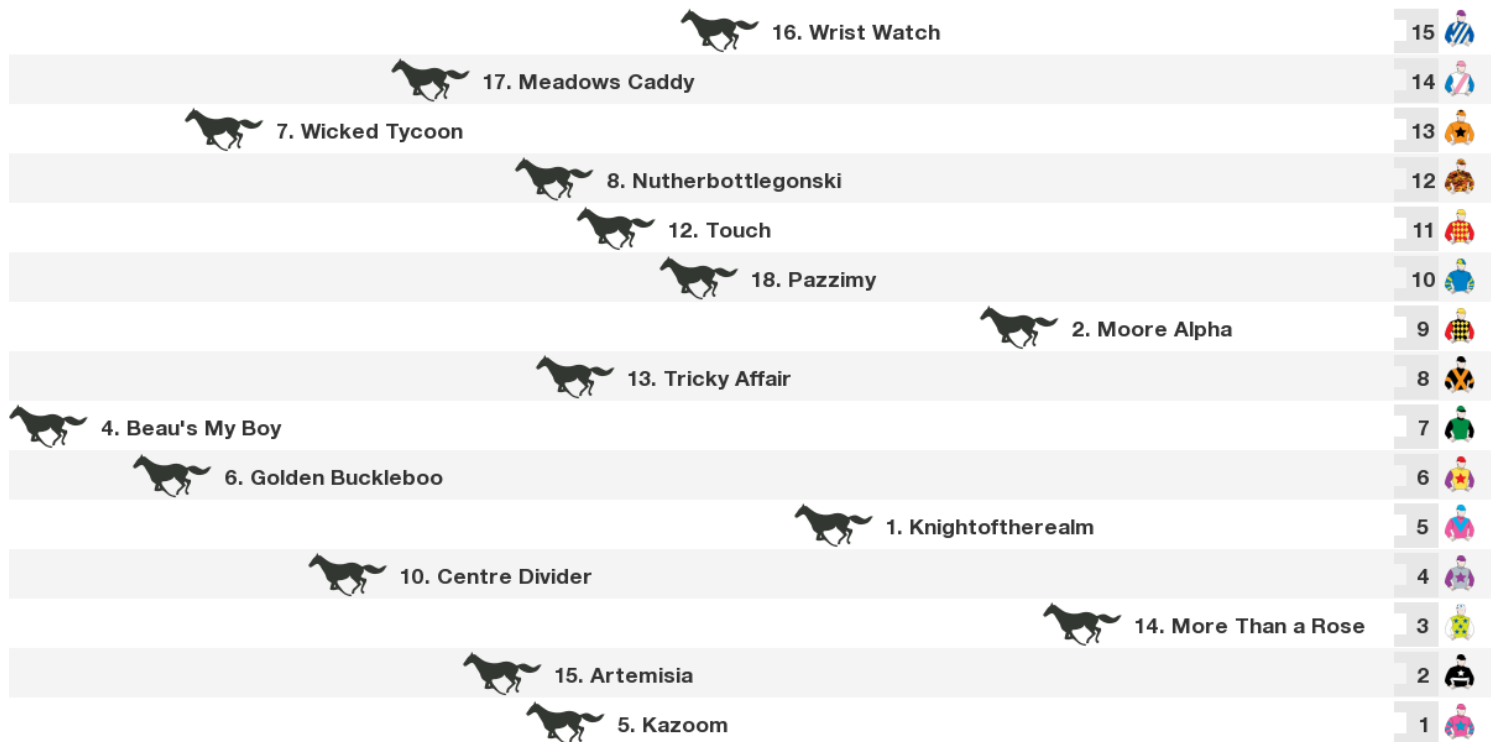 16. Wrist Watch 15
17. Meadows Caddy 14
7. Wicked Tycoon 13
8. Nutherbottlegonski 12
12. Touch 11
18. Pazzimy 10
2. Moore Alpha 9
13. Tricky Affair 8
4. Beau's My Boy 7
6. Golden Buckleboo 6
1. Knightoftherealm 5
10. Centre Divider 4
14. More Than a Rose 3
15. Artemisia 2
5. Kazoom 1